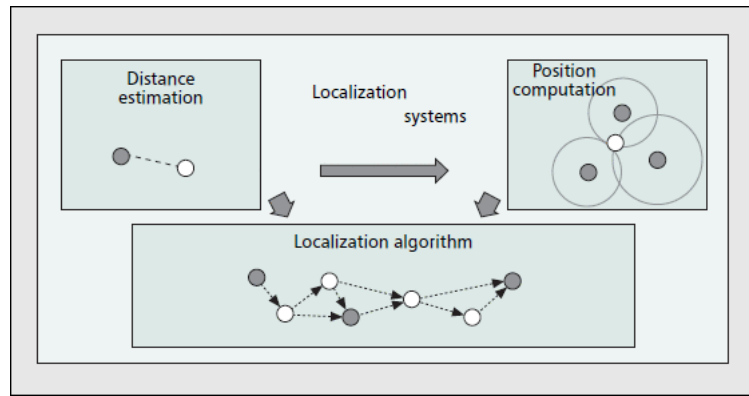 Distance
estimation
Localization
systems
Position
computation
Localization algorithm